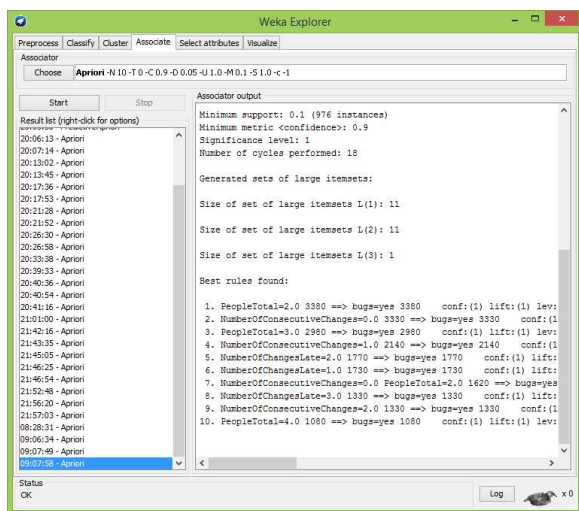 Weka Explorer
Preprocess Classify Cluster Associate Select attributes Visualize
Associator
Choose Apriori -N 10 -T 0 -C 0.9 -D 0.05 -U 1.0 -M 0.1 -S 1.0 -c -1
Start Stop
Result list (right-click for options)
20:06:13 - Apriori
20:07:14 - Apriori
20:13:02 - Apriori
20:13:45 - Apriori
20:17:36 - Apriori
20:17:53 - Apriori
20:21:28 - Apriori
20:21:52 - Apriori
20:26:30 - Apriori
20:26:58 - Apriori
20:33:38 - Apriori
20:39:33 - Apriori
20:40:36 - Apriori
20:40:54 - Apriori
20:41:16 - Apriori
21:01:00 - Apriori
21:42:16 - Apriori
21:43:35 - Apriori
21:45:05 - Apriori
21:46:25 - Apriori
21:46:54 - Apriori
21:52:48 - Apriori
21:56:20 - Apriori
21:57:03 - Apriori
08:28:31 - Apriori
09:06:34 - Apriori
09:07:49 - Apriori
09:07:58 - Apriori
Associator output
Minimum support: 0.1 (976 instances)
Minimum metric <confidence>: 0.9
Significance level: 1
Number of cycles performed: 18
Generated sets of large itemsets:
Size of set of large itemsets L(1): 11
Size of set of large itemsets L(2): 11
Size of set of large itemsets L(3): 1
Best rules found:
1. PeopleTotal=2.0 3380 ==> bugs=yes 3380 conf:(1) lift:(1) lev:
2. NumberOfConsecutiveChanges=0.0 3330 ==> bugs=yes 3330 conf:(1
3. PeopleTotal=3.0 2980 ==> bugs=yes 2980 conf:(1) lift:(1) lev:
4. NumberOfConsecutiveChanges=1.0 2140 ==> bugs=yes 2140 conf:(1
5. NumberOfChangesLate=2.0 1770 ==> bugs=yes 1770 conf:(1) lift:
6. NumberOfChangesLate=1.0 1730 ==> bugs=yes 1730 conf:(1) lift:
7. NumberOfConsecutiveChanges=0.0 PeopleTotal=2.0 1620 ==> bugs=yes
8. NumberOfChangesLate=3.0 1330 ==> bugs=yes 1330 conf:(1) lift:
9. NumberOfConsecutiveChanges=2.0 1330 ==> bugs=yes 1330 conf:(1
10. PeopleTotal=4.0 1080 ==> bugs=yes 1080 conf:(1) lift:(1) lev:
Status
OK
Log
x 0